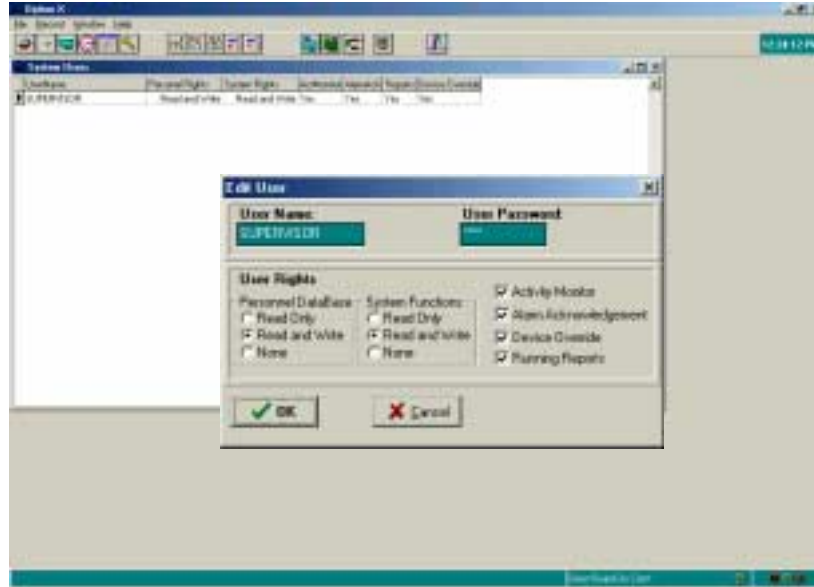 File Record Window Help
System Users
UserName Personnel Rights System Rights
SUPERVISOR Read and Write Read and Write Yes Yes Yes Yes
Edit User
User Name: User Password:
SUPERVISOR ****
User Rights
Personnel DataBase System Functions
Read Only Read Only
Read and Write Read and Write
None None
Activity Monitor
Alarm Acknowledgement
Device Override
Running Reports
OK Cancel